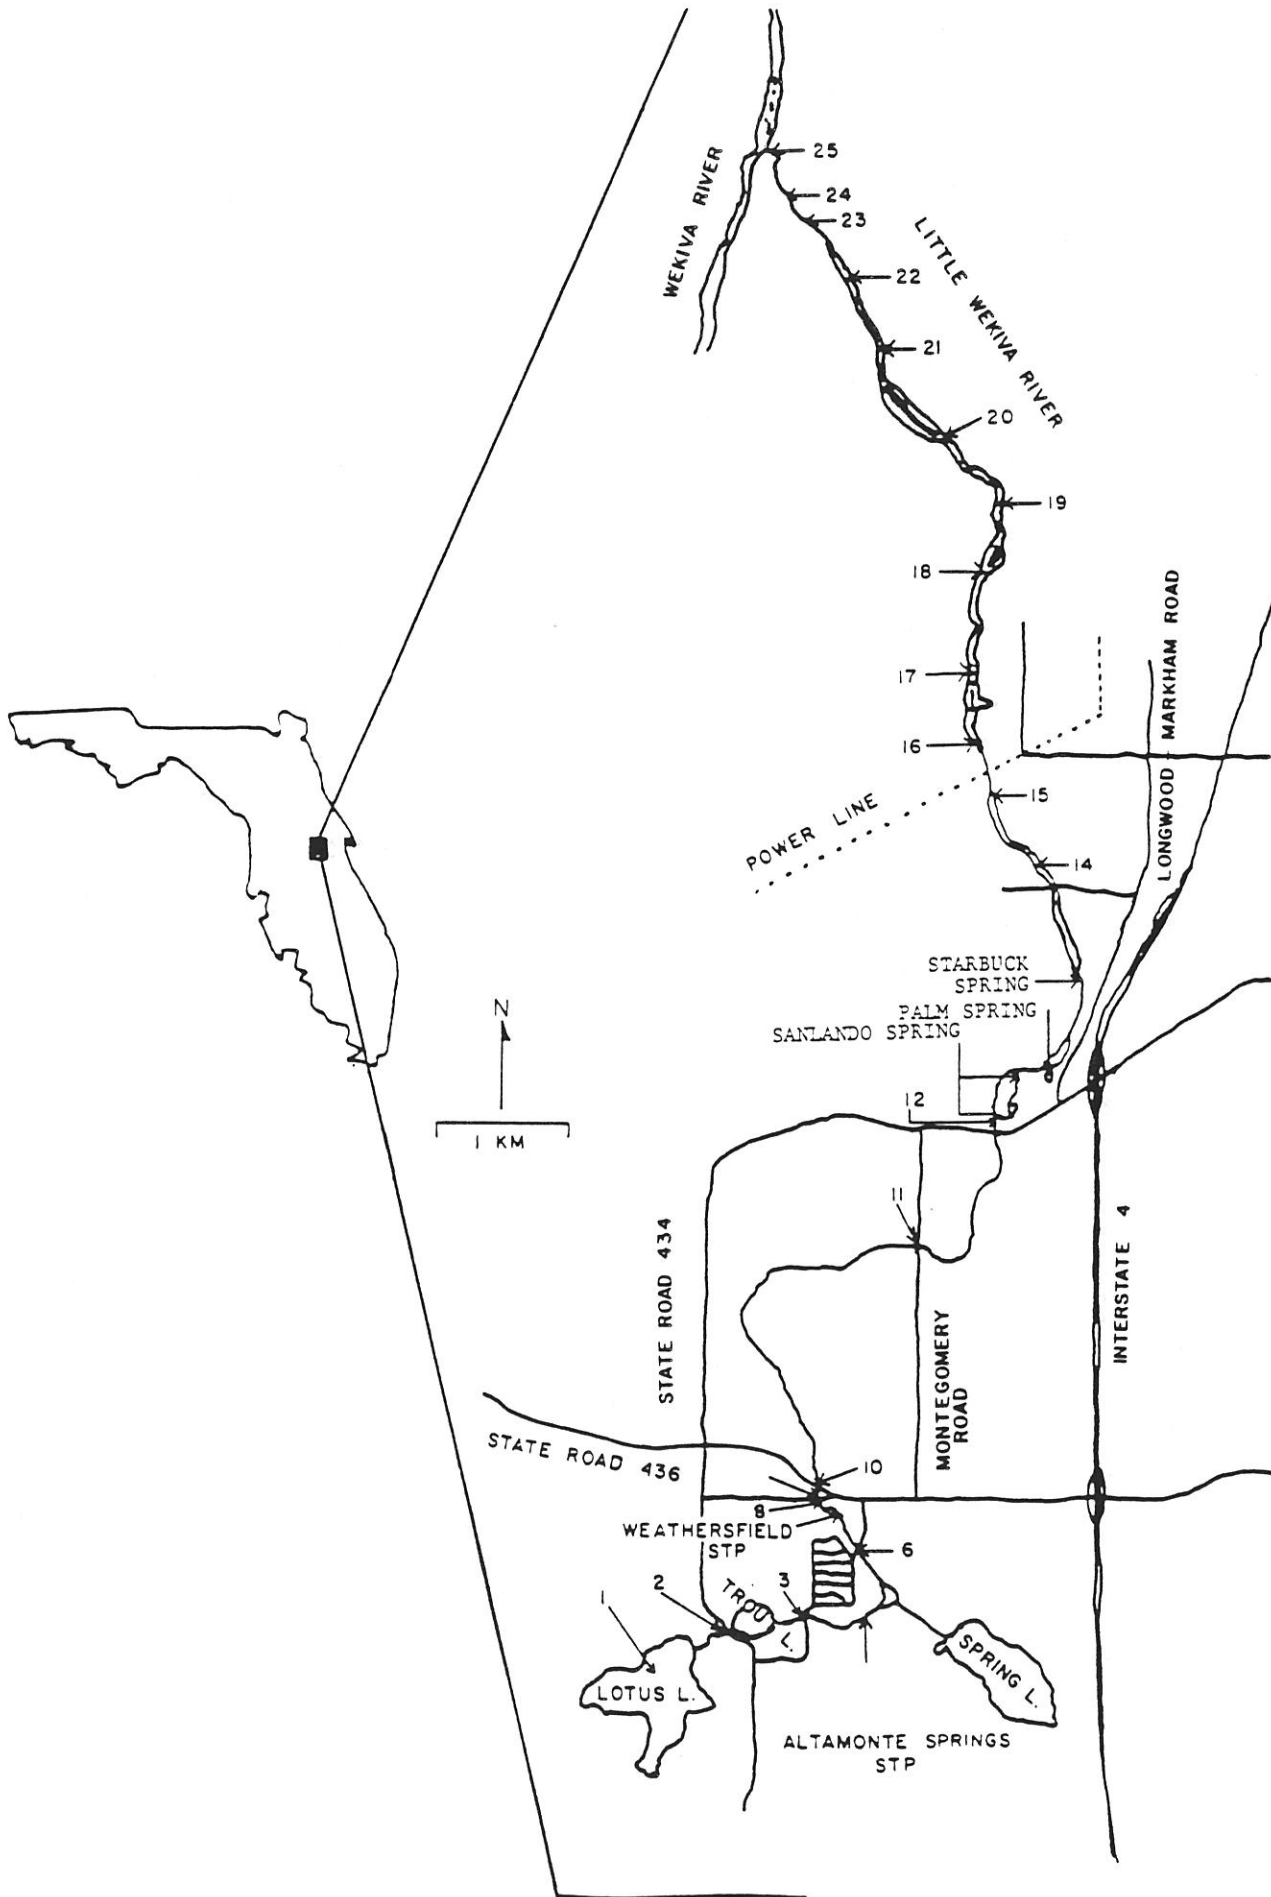 25
24
23
22
21
20
19
18
17
16
15
14
WEKIVA RIVER
LITTLE WEKIVA RIVER
LONGWOOD MARKHAM ROAD
POWER LINE
STARBUCK
SPRING
PALM SPRING
SANLANDO SPRING
N
1 KM
12
11
STATE ROAD 434
INTERSTATE 4
MONTEGOMERY
ROAD
STATE ROAD 436
10
8
WEATHERSFIELD
STP
6
3
2
1
TROU
L.
LOTUS L.
SPRING L.
ALTAMONTE SPRINGS
STP